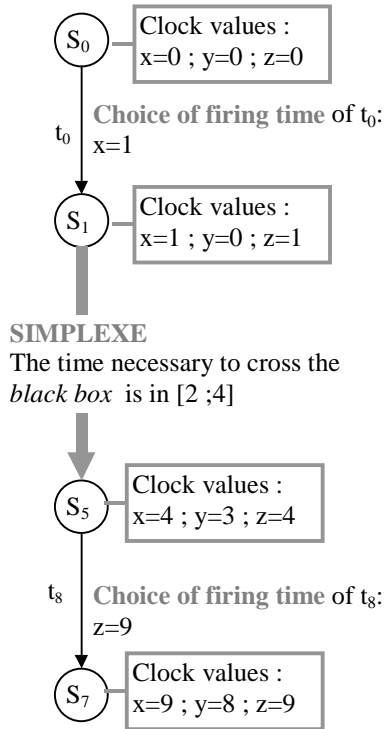 S0
Clock values :
x=0 ; y=0 ; z=0
t0
Choice of firing time of t0:
x=1
S1
Clock values :
x=1 ; y=0 ; z=1
SIMPLEXE
The time necessary to cross the
black box is in [2 ;4]
S5
Clock values :
x=4 ; y=3 ; z=4
t8
Choice of firing time of t8:
z=9
S7
Clock values :
x=9 ; y=8 ; z=9